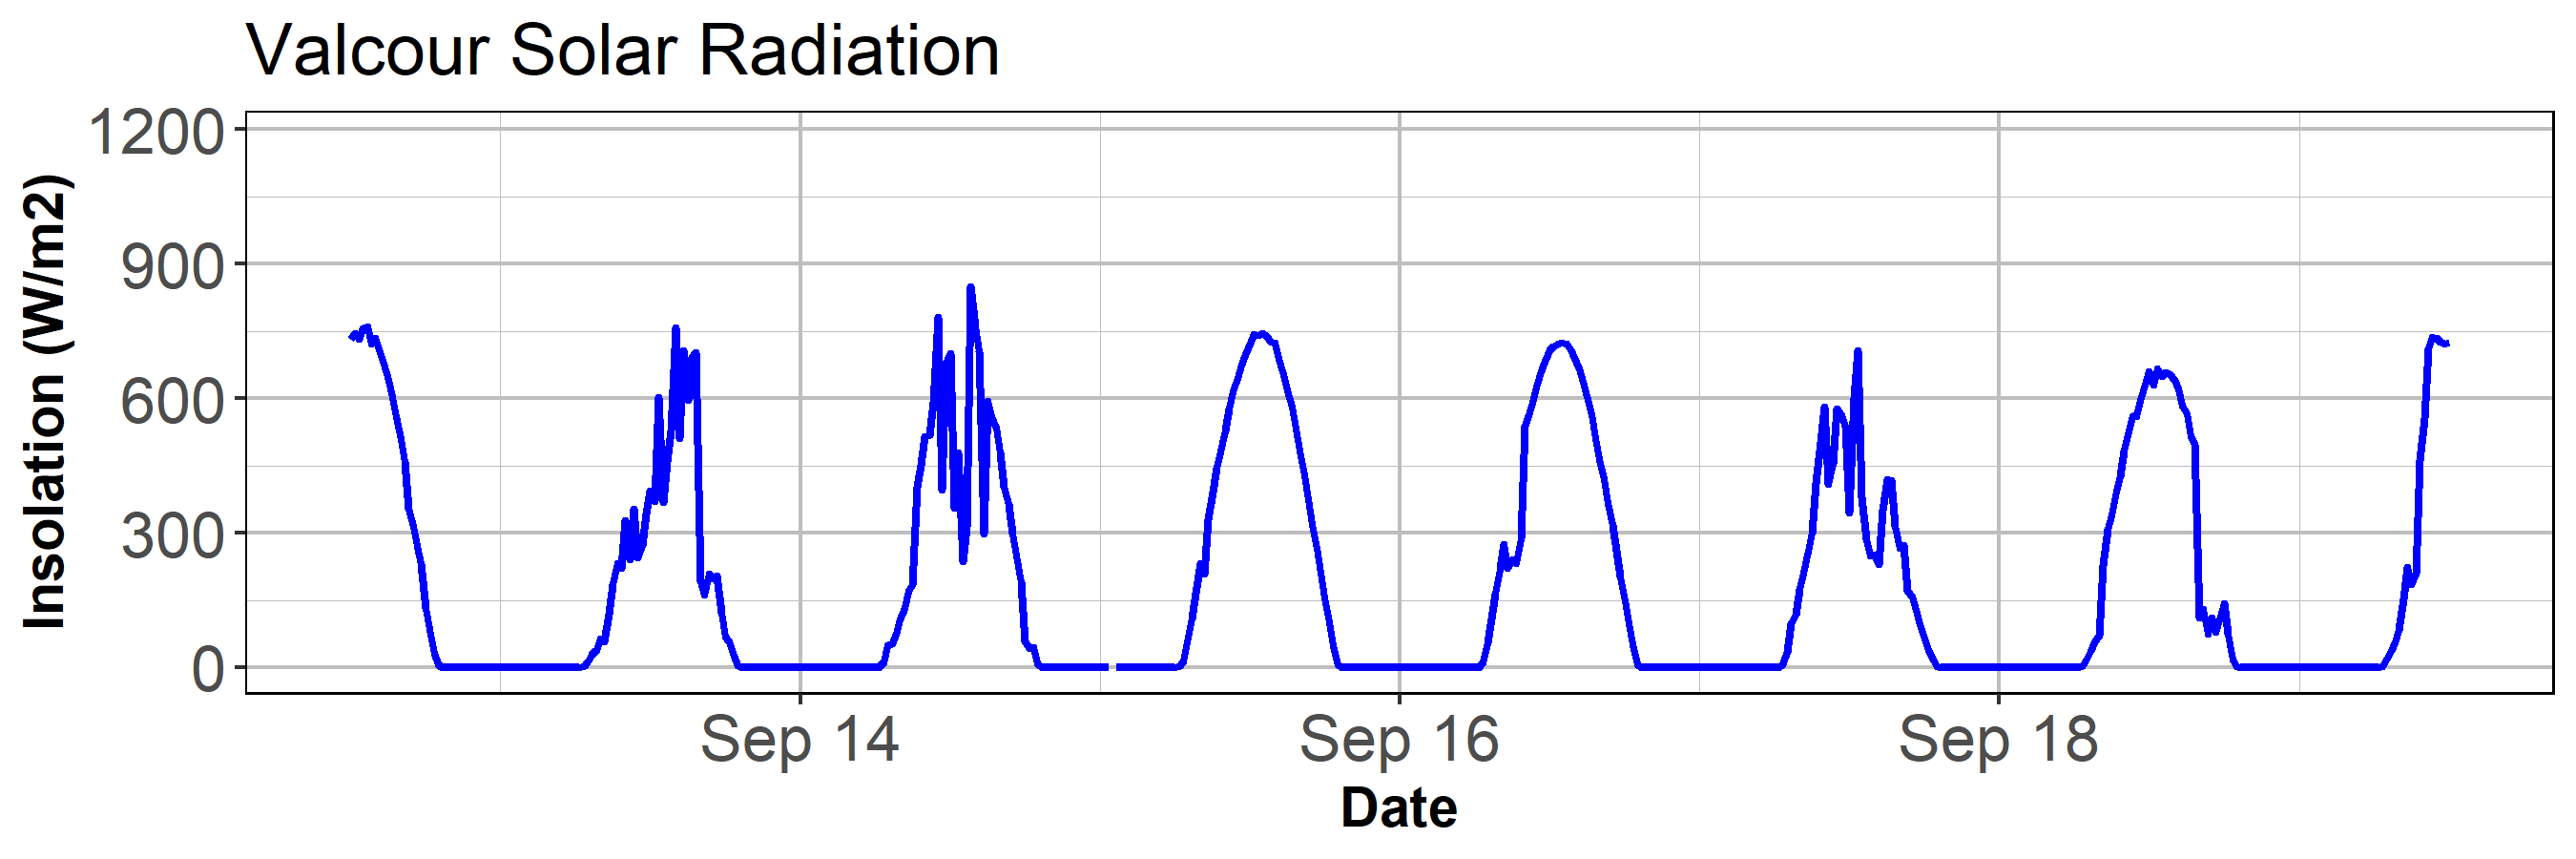 Valcour Solar Radiation
1200
900
600
300
0
Insolation (W/m2)
Sep 14 Sep 16 Sep 18
Date